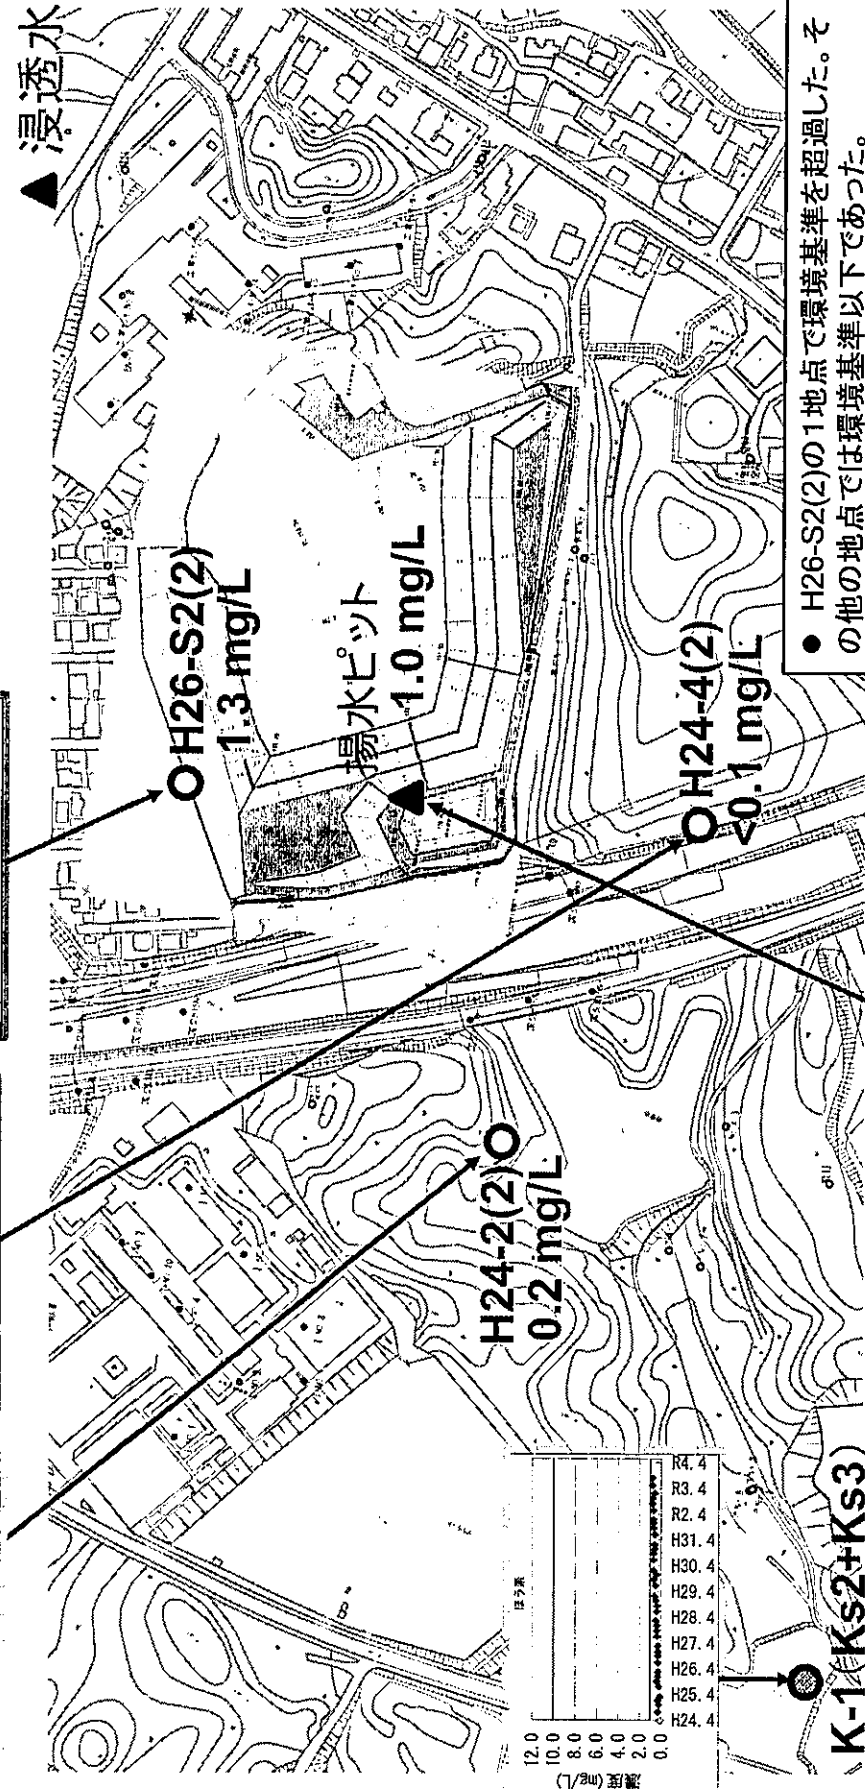 ▲ 浸透水
H26-S2(2)
1.3 mg/L
揚水ピット
1.0 mg/L
H24-4(2)
<0.1 mg/L
H24-2(2)
0.2 mg/L
● H26-S2(2)の1地点で環境基準を超過した。そ
の他の地点では環境基準以下であった。
ほう素
濃度(mg/L)
12.0
10.0
8.0
6.0
4.0
2.0
0.0
H24.4
H25.4
H26.4
H27.4
H28.4
H29.4
H30.4
H31.4
R2.4
R3.4
R4.4
K-1(Ks2+Ks3)